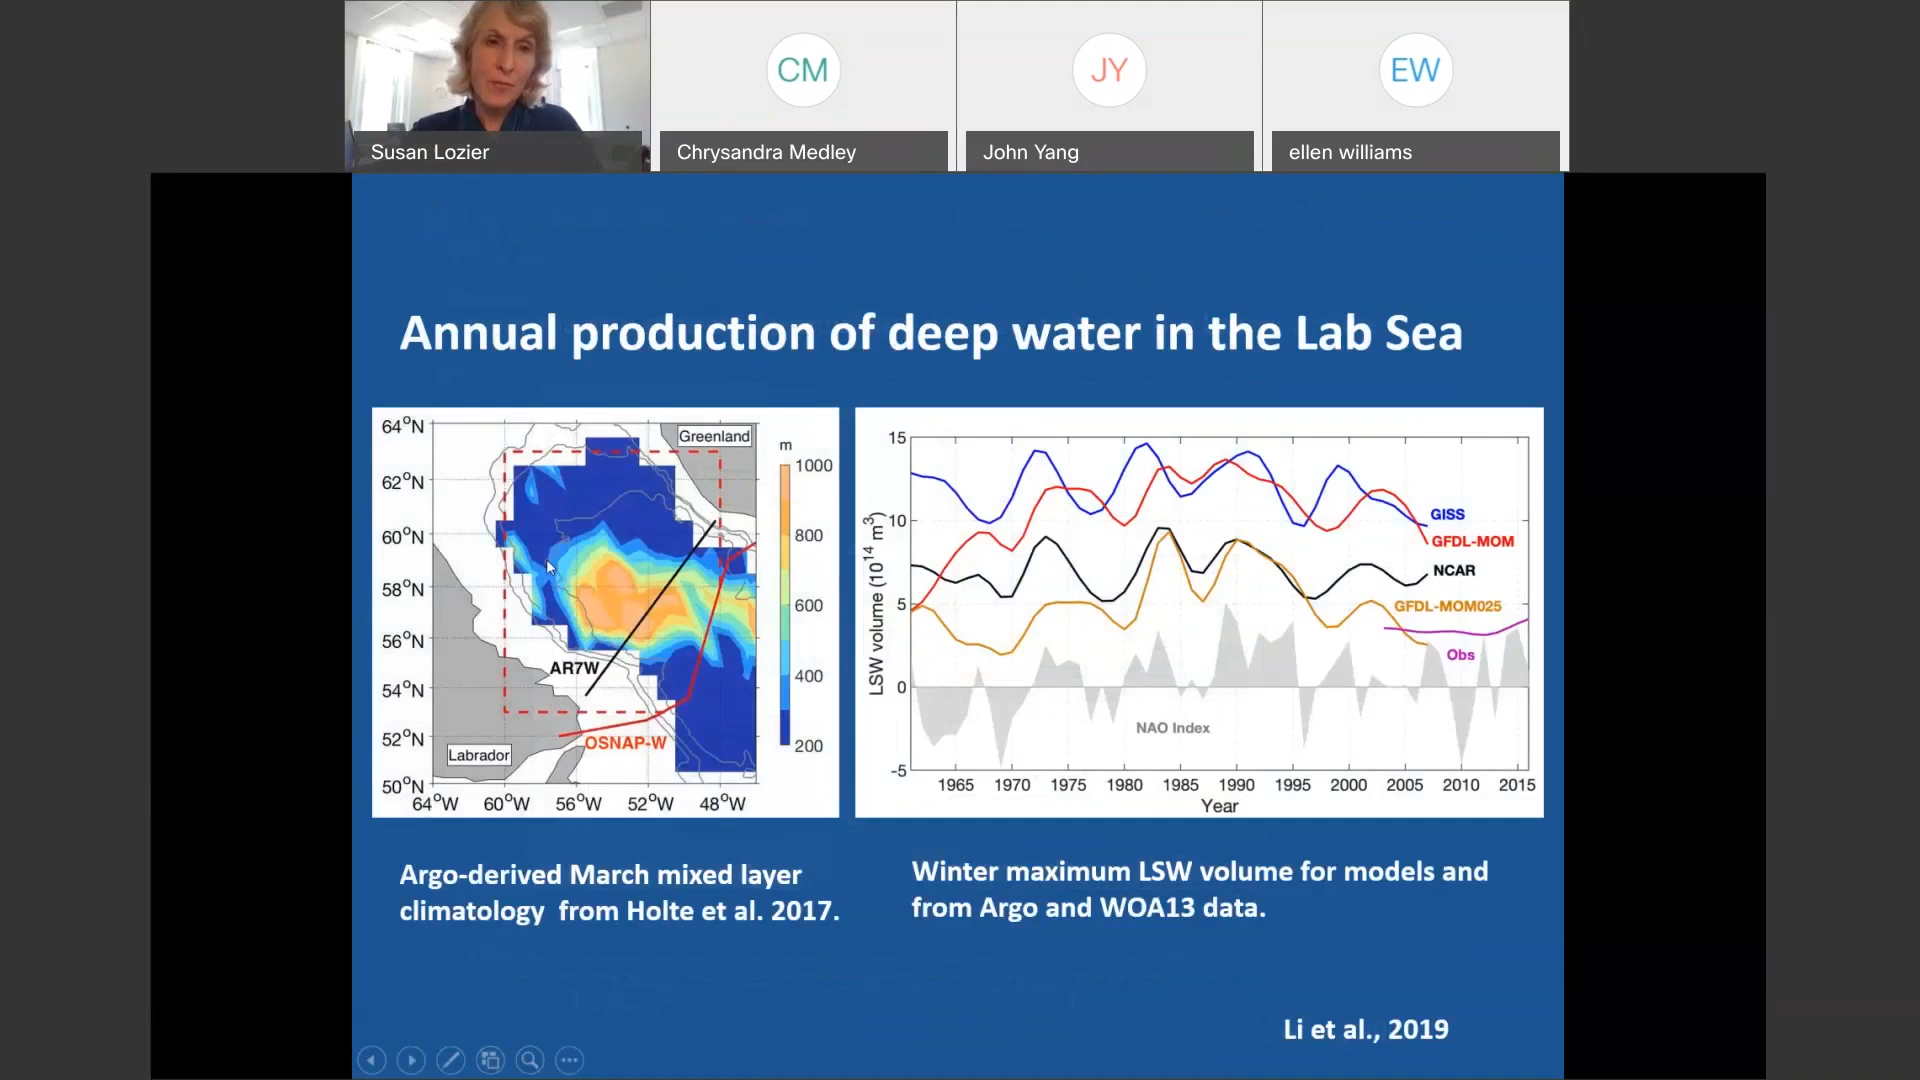 CM
JY
EW
Susan Lozier
Chrysandra Medley
John Yang
ellen williams
Annual production of deep water in the Lab Sea
64°N
62°N
60°N
58°N
56°N
54°N
52°N
50°N
64°W
60°W
56°W
52°W
48°W
Greenland
AR7W
OSNAP-W
Labrador
m
1000
800
600
400
200
LSW volume (10^14 m^3)
15
10
5
0
-5
GISS
GFDL-MOM
NCAR
GFDL-MOM025
Obs
NAO Index
1965
1970
1975
1980
1985
1990
1995
2000
2005
2010
2015
Year
Argo-derived March mixed layer
climatology from Holte et al. 2017.
Winter maximum LSW volume for models and
from Argo and WOA13 data.
Li et al., 2019